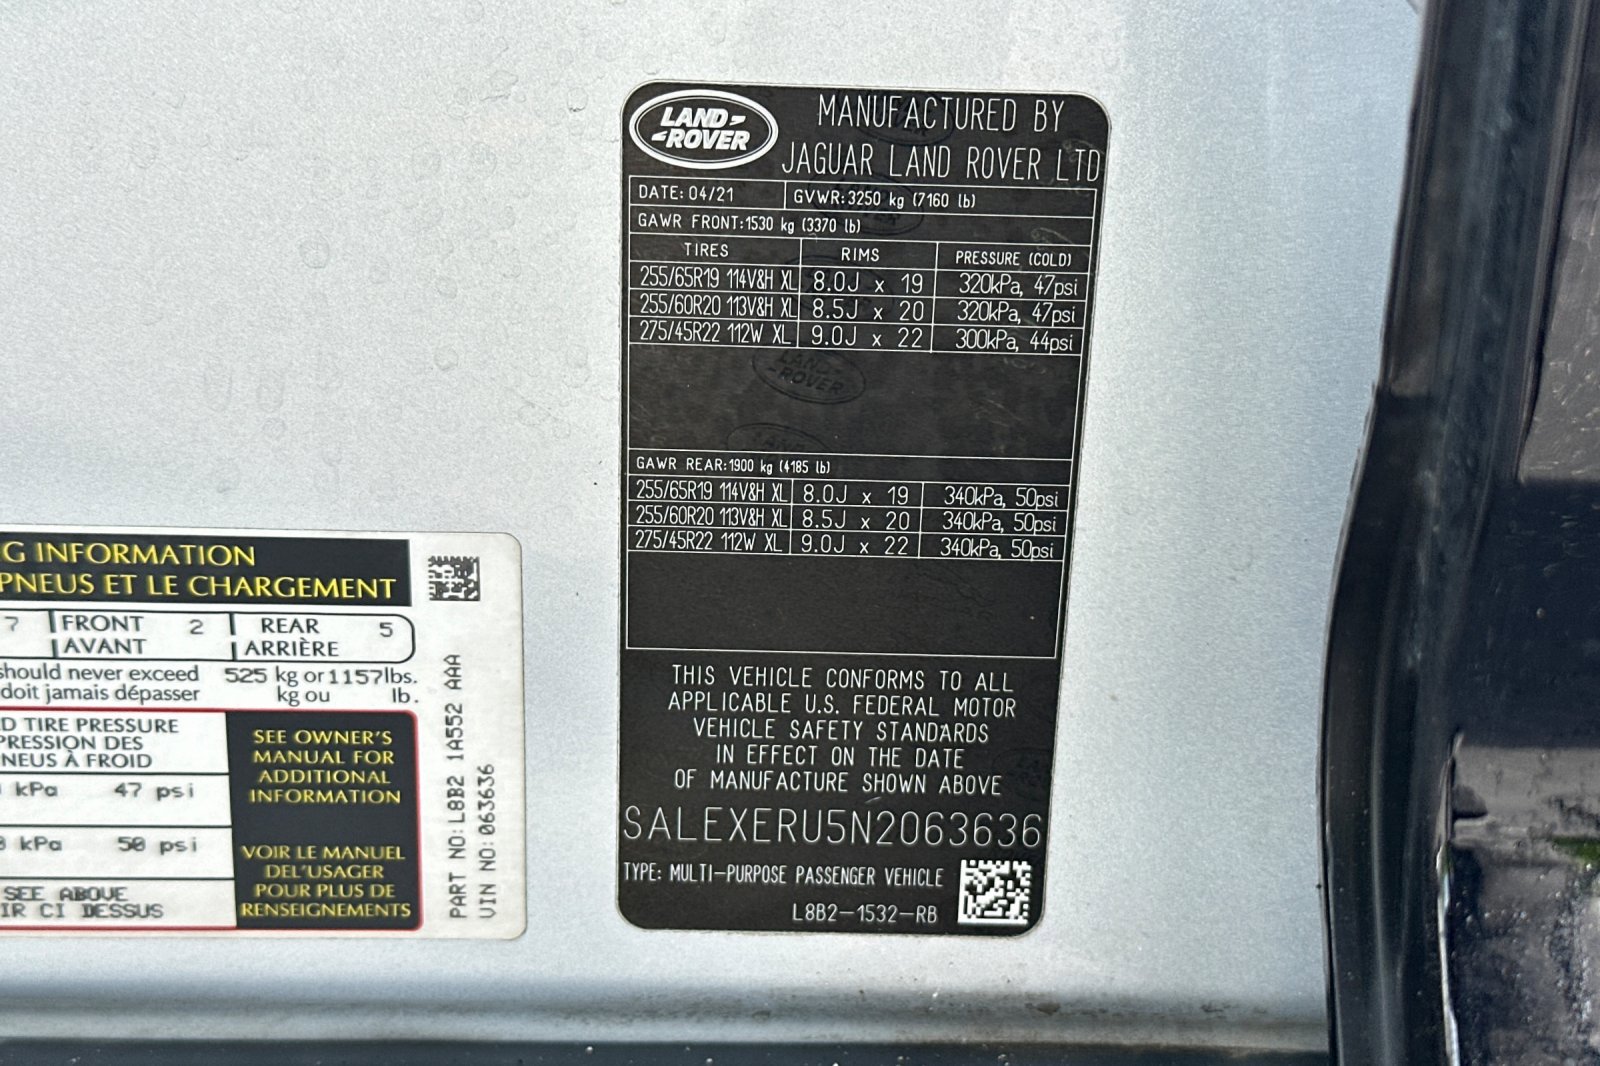 LAND
ROVER
MANUFACTURED BY
JAGUAR LAND ROVER LTD
DATE: 04/21 GVWR:3250 kg (7160 lb)
GAWR FRONT:1530 kg (3370 lb)
TIRES RIMS PRESSURE (COLD)
255/65R19 114V&H XL 8.0J x 19 320kPa, 47psi
255/60R20 113V&H XL 8.5J x 20 320kPa, 47psi
275/45R22 112W XL 9.0J x 22 300kPa, 44psi
LAND
ROVER
GAWR REAR:1900 kg (4185 lb)
255/65R19 114V&H XL 8.0J x 19 340kPa, 50psi
255/60R20 113V&H XL 8.5J x 20 340kPa, 50psi
275/45R22 112W XL 9.0J x 22 340kPa, 50psi
THIS VEHICLE CONFORMS TO ALL
APPLICABLE U.S. FEDERAL MOTOR
VEHICLE SAFETY STANDARDS
IN EFFECT ON THE DATE
OF MANUFACTURE SHOWN ABOVE
SALEXERU5N2063636
TYPE: MULTI-PURPOSE PASSENGER VEHICLE
L8B2-1532-RB
G INFORMATION
PNEUS ET LE CHARGEMENT
7 FRONT 2 REAR 5
AVANT ARRIÈRE
should never exceed 525 kg or 1157 lbs.
doit jamais dépasser kg ou lb.
D TIRE PRESSURE
PRESSION DES
NEUS À FROID
kPa 47 psi
kPa 50 psi
SEE ABOVE
IR CI DESSUS
SEE OWNER'S
MANUAL FOR
ADDITIONAL
INFORMATION
VOIR LE MANUEL
DEL'USAGER
POUR PLUS DE
RENSEIGNEMENTS
PART NO:L8B2 1A552 AAA
VIN NO:063636